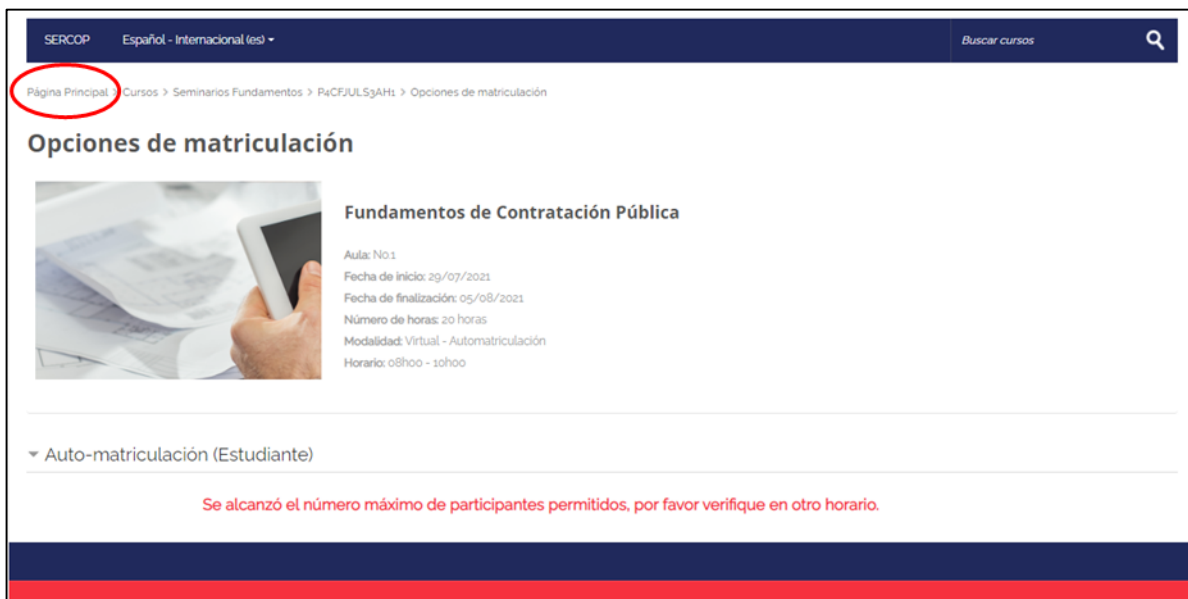 SERCOP Español - Internacional (es) Buscar cursos
Página Principal > Cursos > Seminarios Fundamentos > P4CFJULS3AH1 > Opciones de matriculación
Opciones de matriculación
Fundamentos de Contratación Pública
Aula: No.1
Fecha de inicio: 29/07/2021
Fecha de finalización: 05/08/2021
Número de horas: 20 horas
Modalidad: Virtual - Automatriculación
Horario: 08h00 - 10h00
Auto-matriculación (Estudiante)
Se alcanzó el número máximo de participantes permitidos, por favor verifique en otro horario.